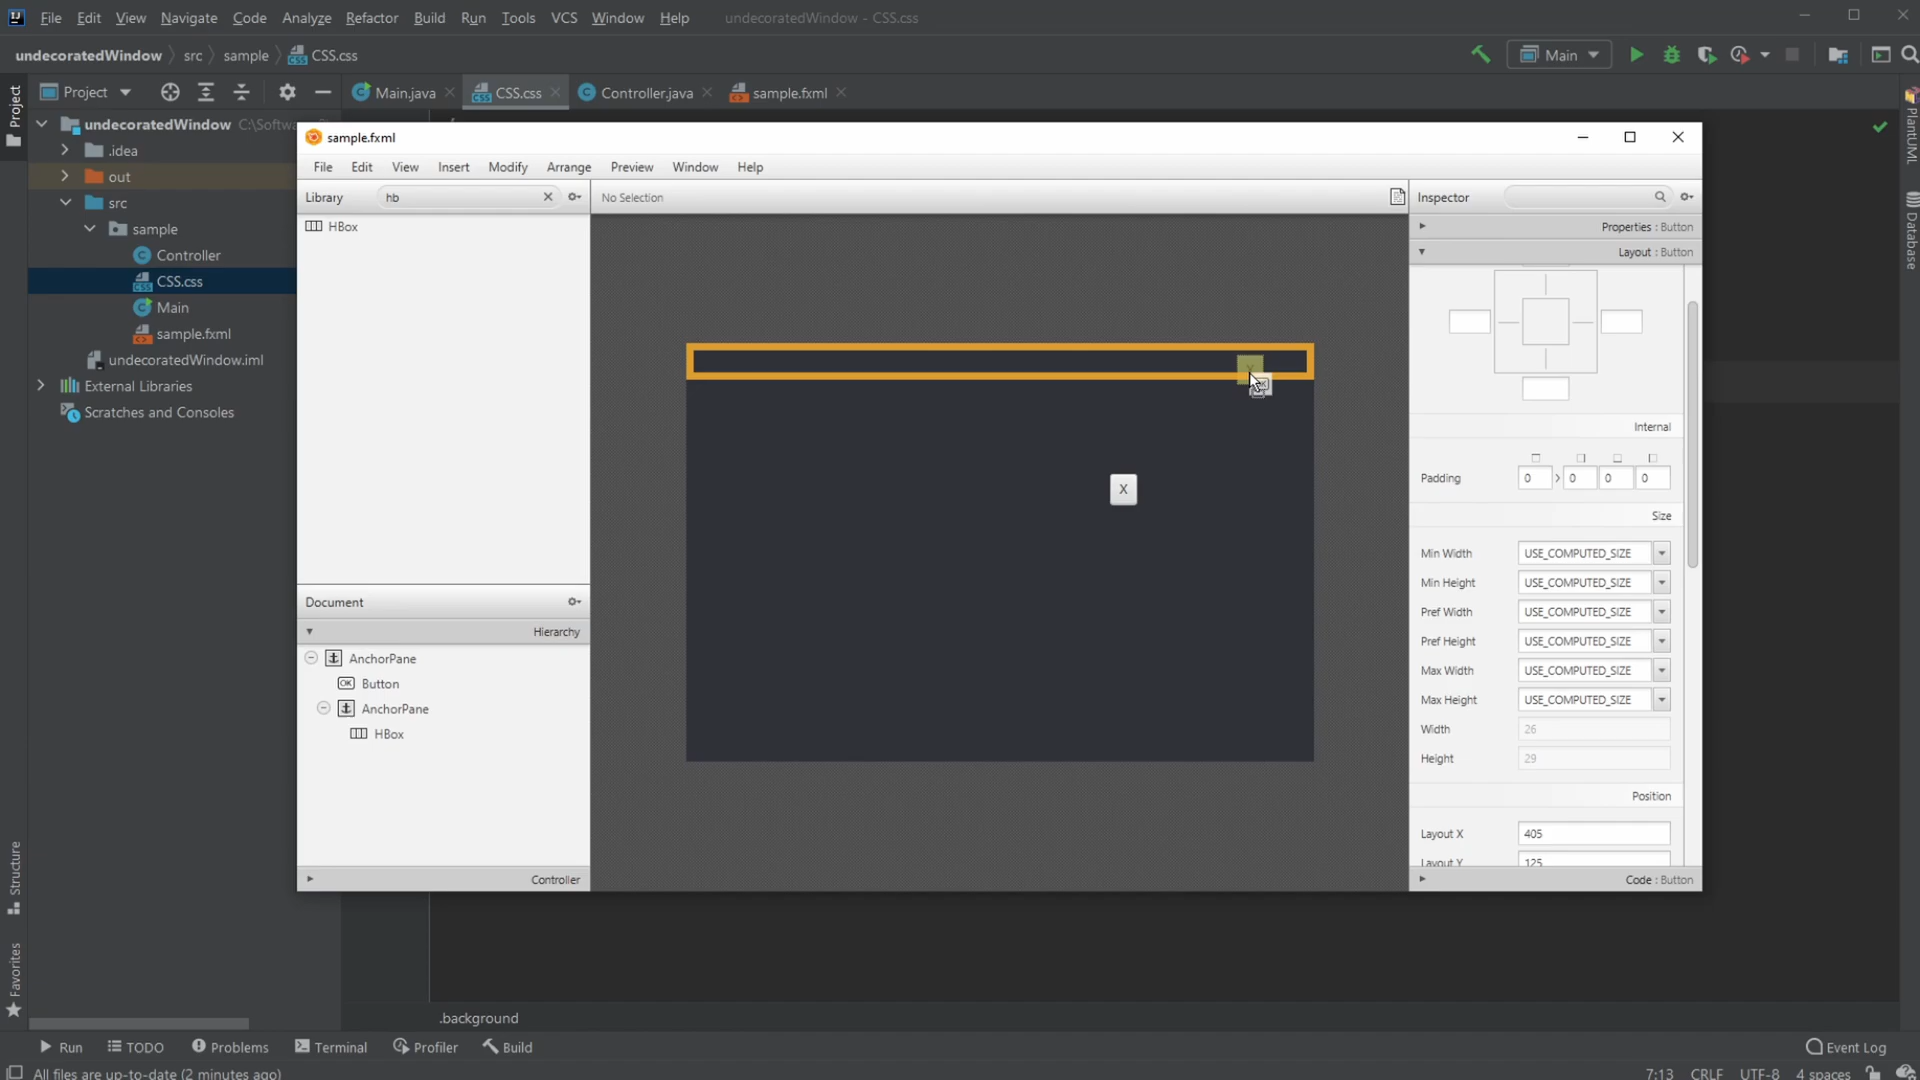 File Edit View Navigate Code Analyze Refactor Build Run Tools VCS Window Help undecoratedWindow - CSS.css
undecoratedWindow src sample CSS.css Main
Project Main.java CSS.css Controller.java sample.fxml
Project
undecoratedWindow C:\Softwa
.idea
out
src
sample
Controller
CSS.css
Main
sample.fxml
undecoratedWindow.iml
External Libraries
Scratches and Consoles
sample.fxml
File Edit View Insert Modify Arrange Preview Window Help
Library hb
HBox
Document
Hierarchy
AnchorPane
Button
AnchorPane
HBox
Controller
No Selection
X
Inspector
Properties : Button
Layout : Button
Internal
Padding 0 0 0 0
Size
Min Width USE_COMPUTED_SIZE
Min Height USE_COMPUTED_SIZE
Pref Width USE_COMPUTED_SIZE
Pref Height USE_COMPUTED_SIZE
Max Width USE_COMPUTED_SIZE
Max Height USE_COMPUTED_SIZE
Width 26
Height 29
Position
Layout X 405
Layout Y 125
Code : Button
PlantUML
Database
Structure
Favorites
.background
Run TODO Problems Terminal Profiler Build Event Log
All files are up-to-date (2 minutes ago) 7:13 CRLF UTF-8 4 spaces